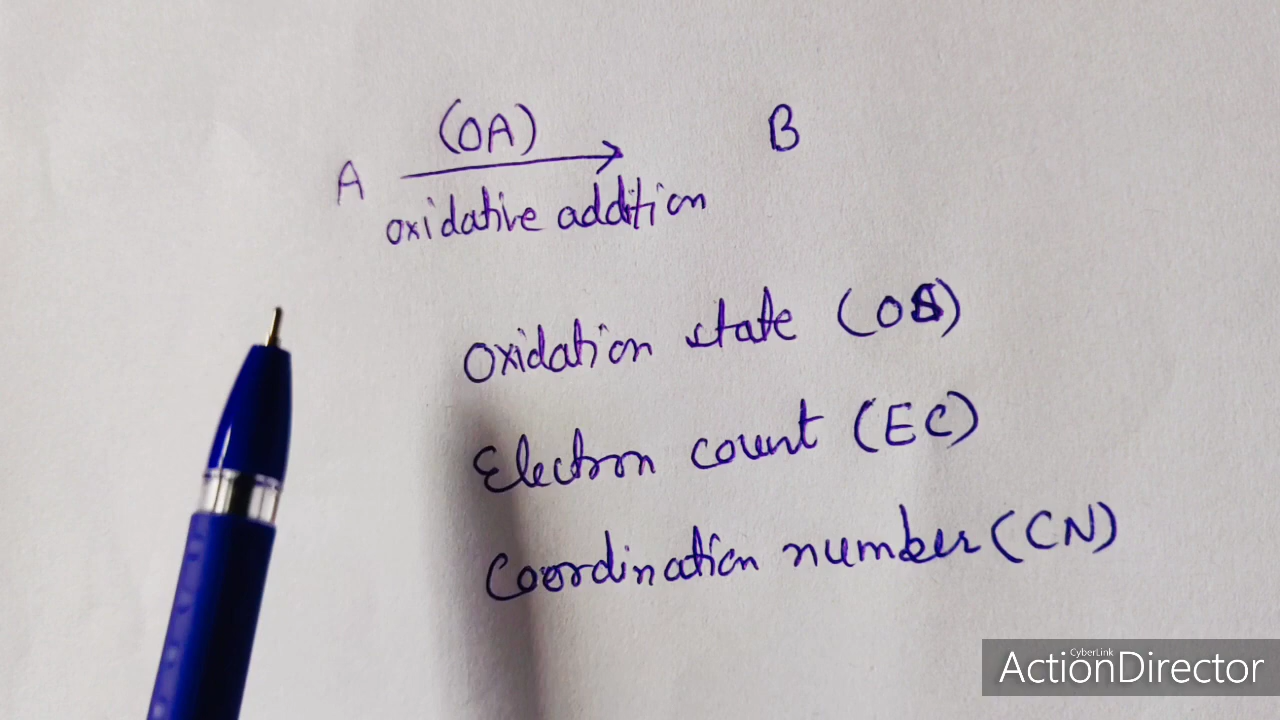 (OA)
A B
oxidative addition
Oxidation state (OS)
Electron count (EC)
Coordination number (CN)
CyberLink
ActionDirector